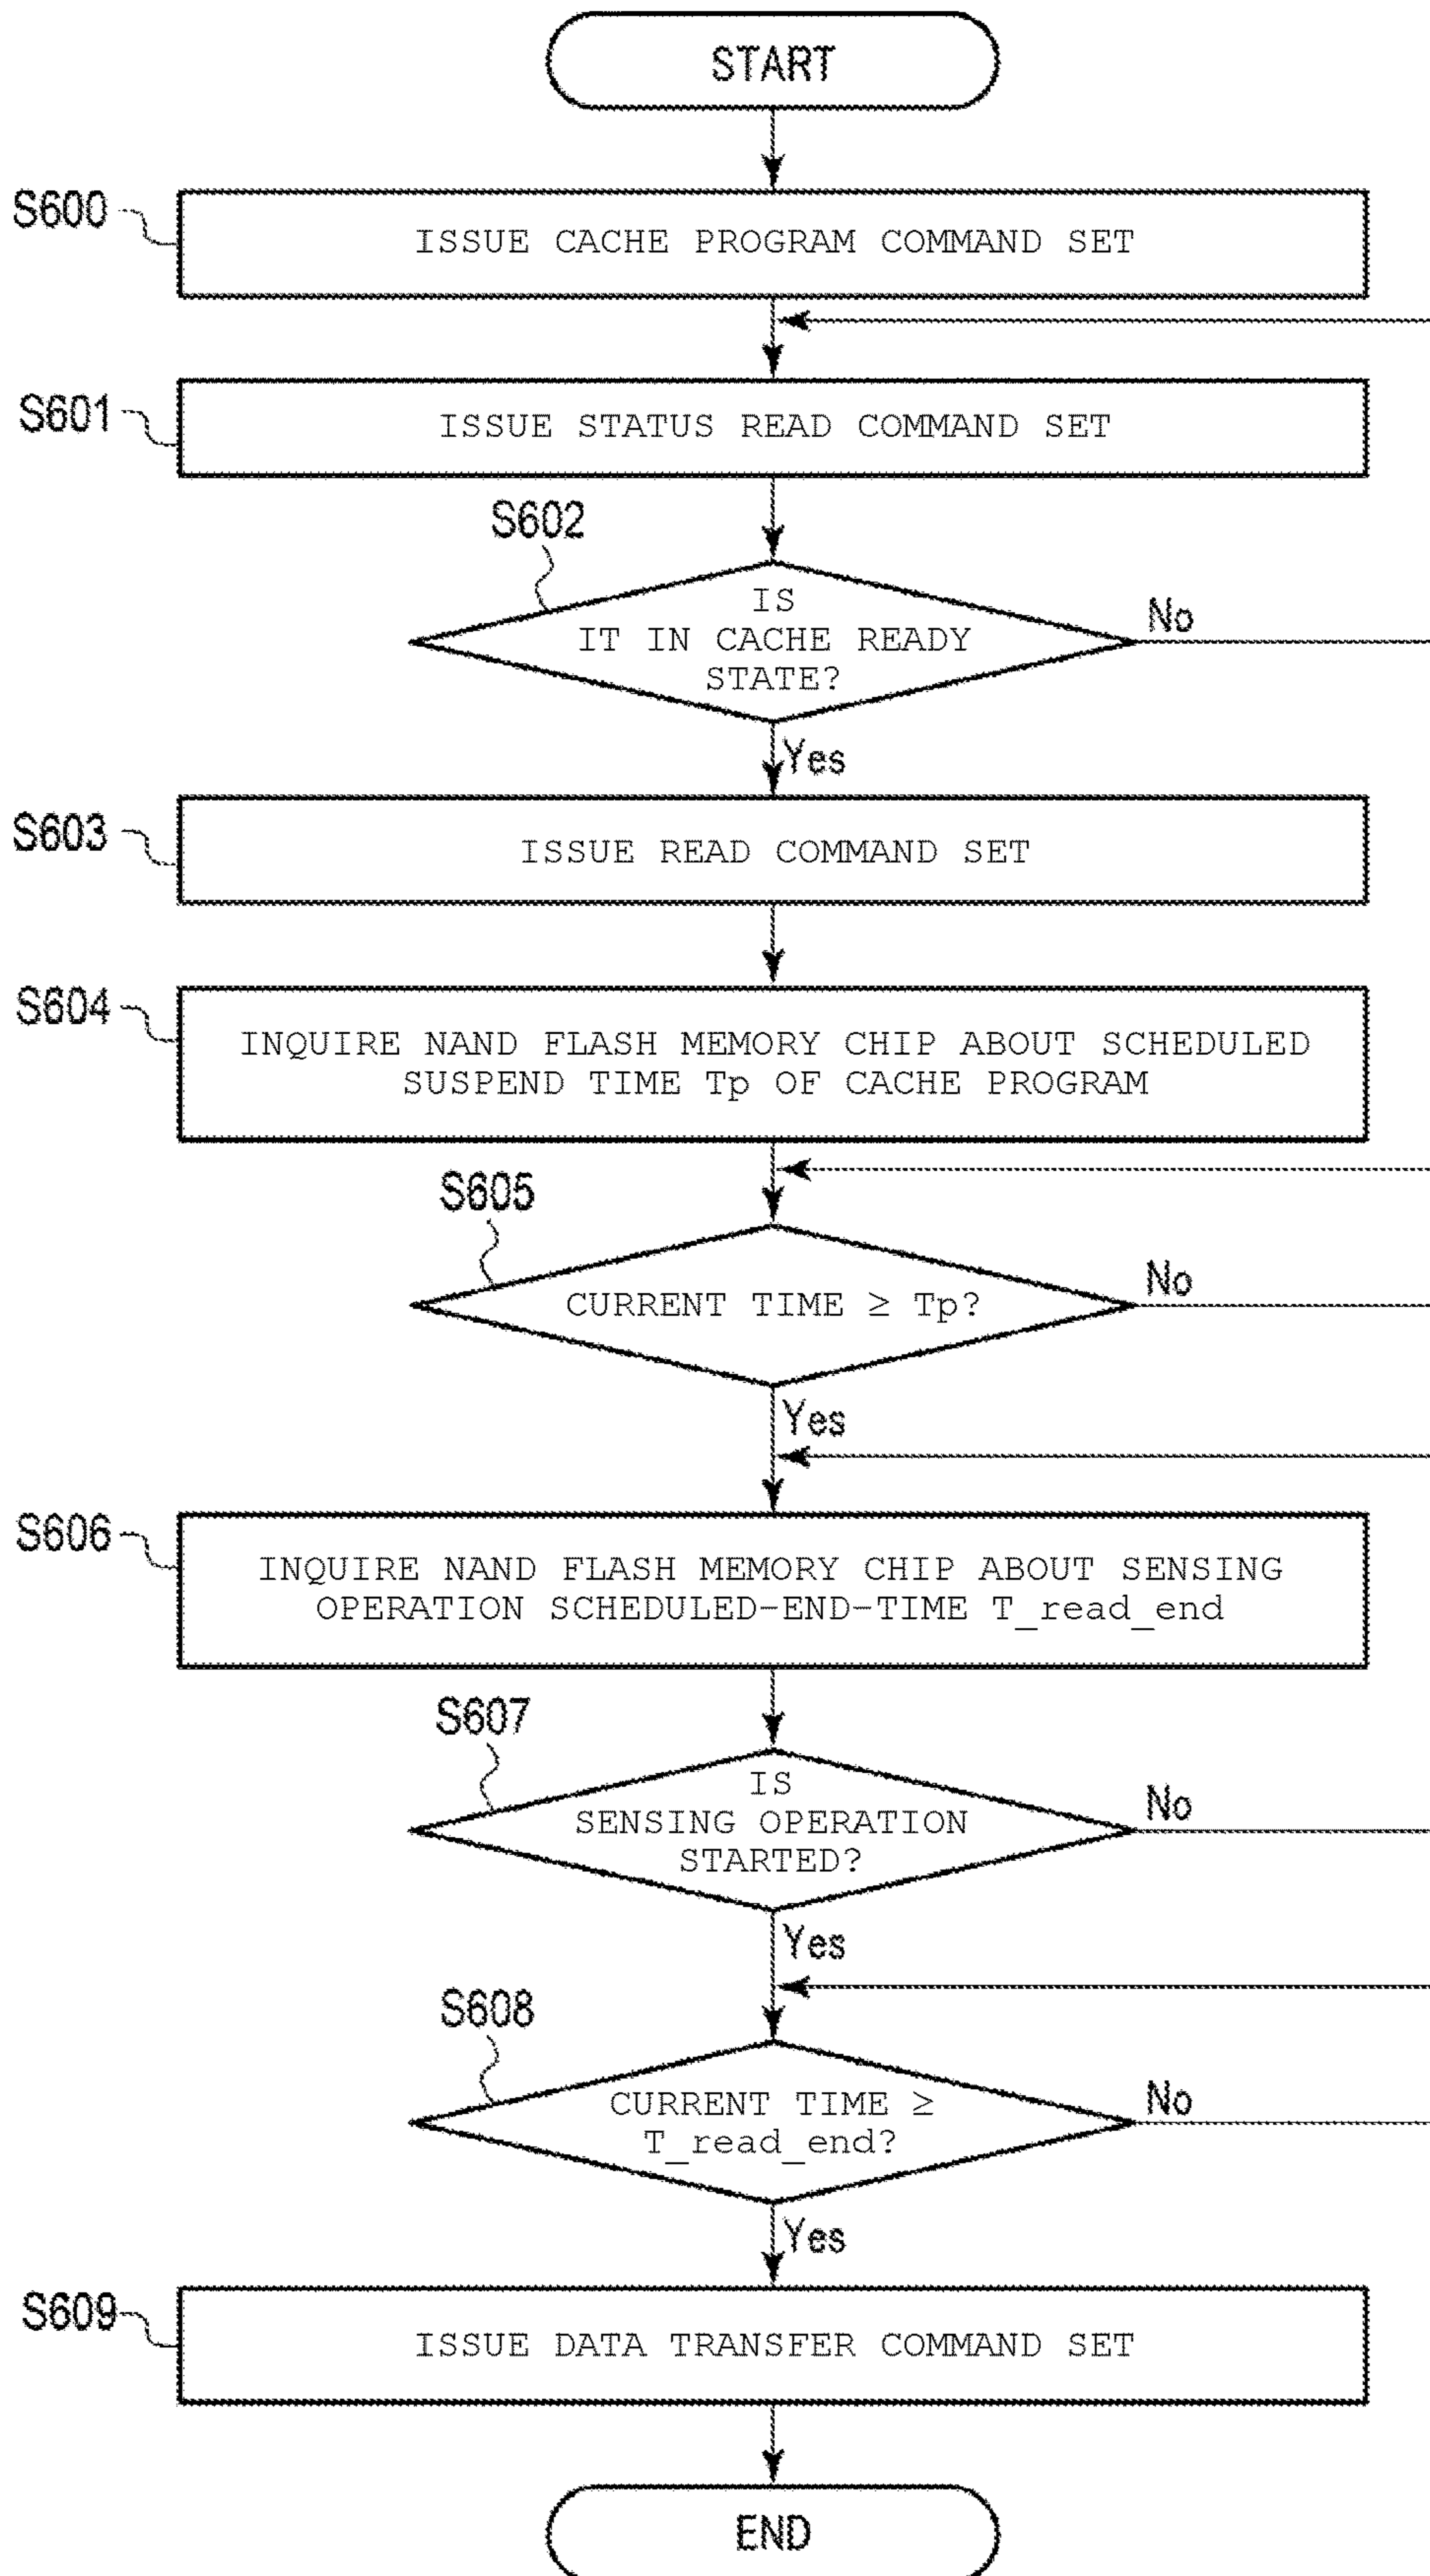 START
S600
ISSUE CACHE PROGRAM COMMAND SET
S601
ISSUE STATUS READ COMMAND SET
S602
IS
IT IN CACHE READY
STATE?
No
Yes
S603
ISSUE READ COMMAND SET
S604
INQUIRE NAND FLASH MEMORY CHIP ABOUT SCHEDULED
SUSPEND TIME Tp OF CACHE PROGRAM
S605
CURRENT TIME ≥ Tp?
No
Yes
S606
INQUIRE NAND FLASH MEMORY CHIP ABOUT SENSING
OPERATION SCHEDULED-END-TIME T_read_end
S607
IS
SENSING OPERATION
STARTED?
No
Yes
S608
CURRENT TIME ≥
T_read_end?
No
Yes
S609
ISSUE DATA TRANSFER COMMAND SET
END